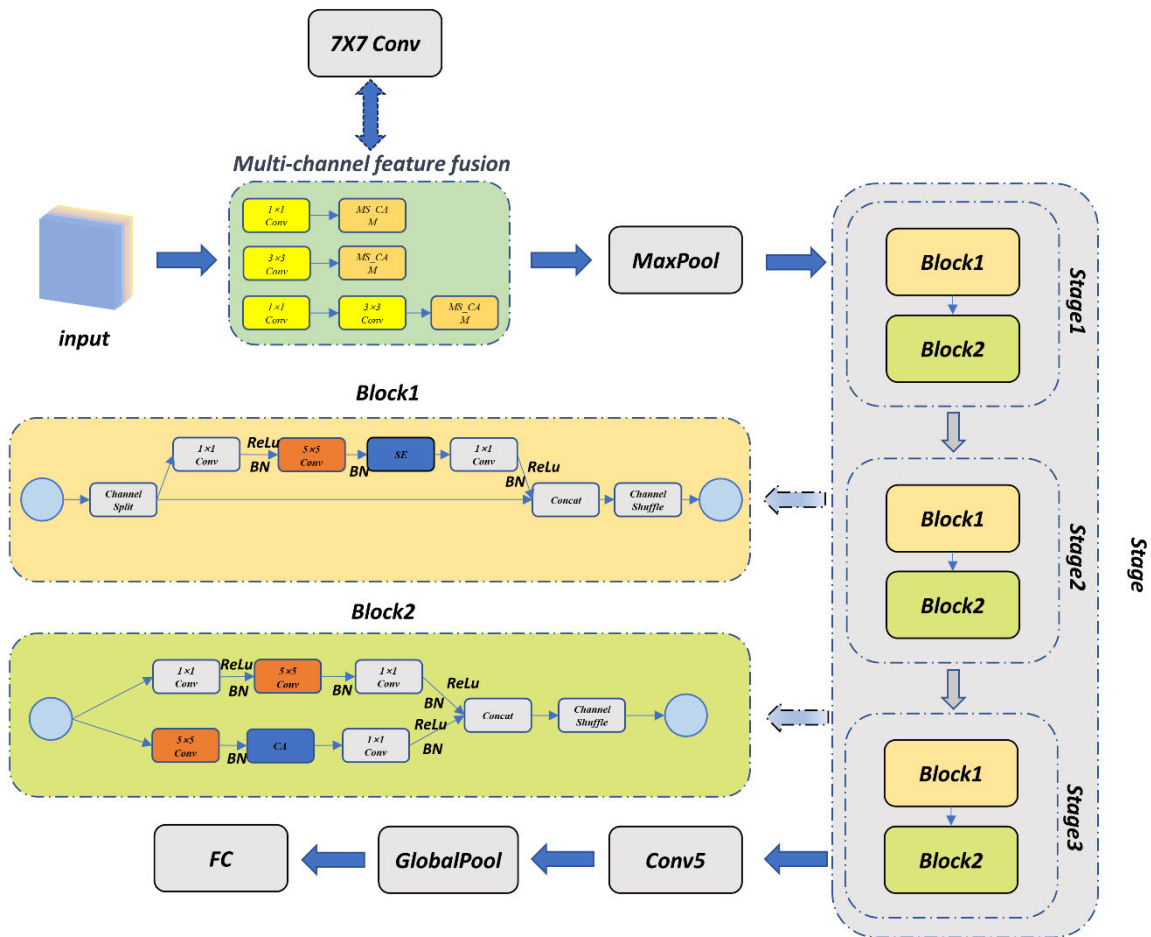 7X7 Conv
Multi-channel feature fusion
1×1
Conv
MS_CA
M
3×3
Conv
MS_CA
M
1×1
Conv
3×3
Conv
MS_CA
M
input
MaxPool
Block1
Block2
Stage1
Block1
Block2
Stage2
Block1
Block2
Stage3
Stage
Block1
Channel
Split
1×1
Conv
ReLu
BN
5×5
Conv
BN
SE
1×1
Conv
ReLu
BN
Concat
Channel
Shuffle
Block2
1×1
Conv
ReLu
BN
5×5
Conv
BN
1×1
Conv
ReLu
BN
5×5
Conv
BN
CA
1×1
Conv
ReLu
BN
Concat
Channel
Shuffle
FC
GlobalPool
Conv5